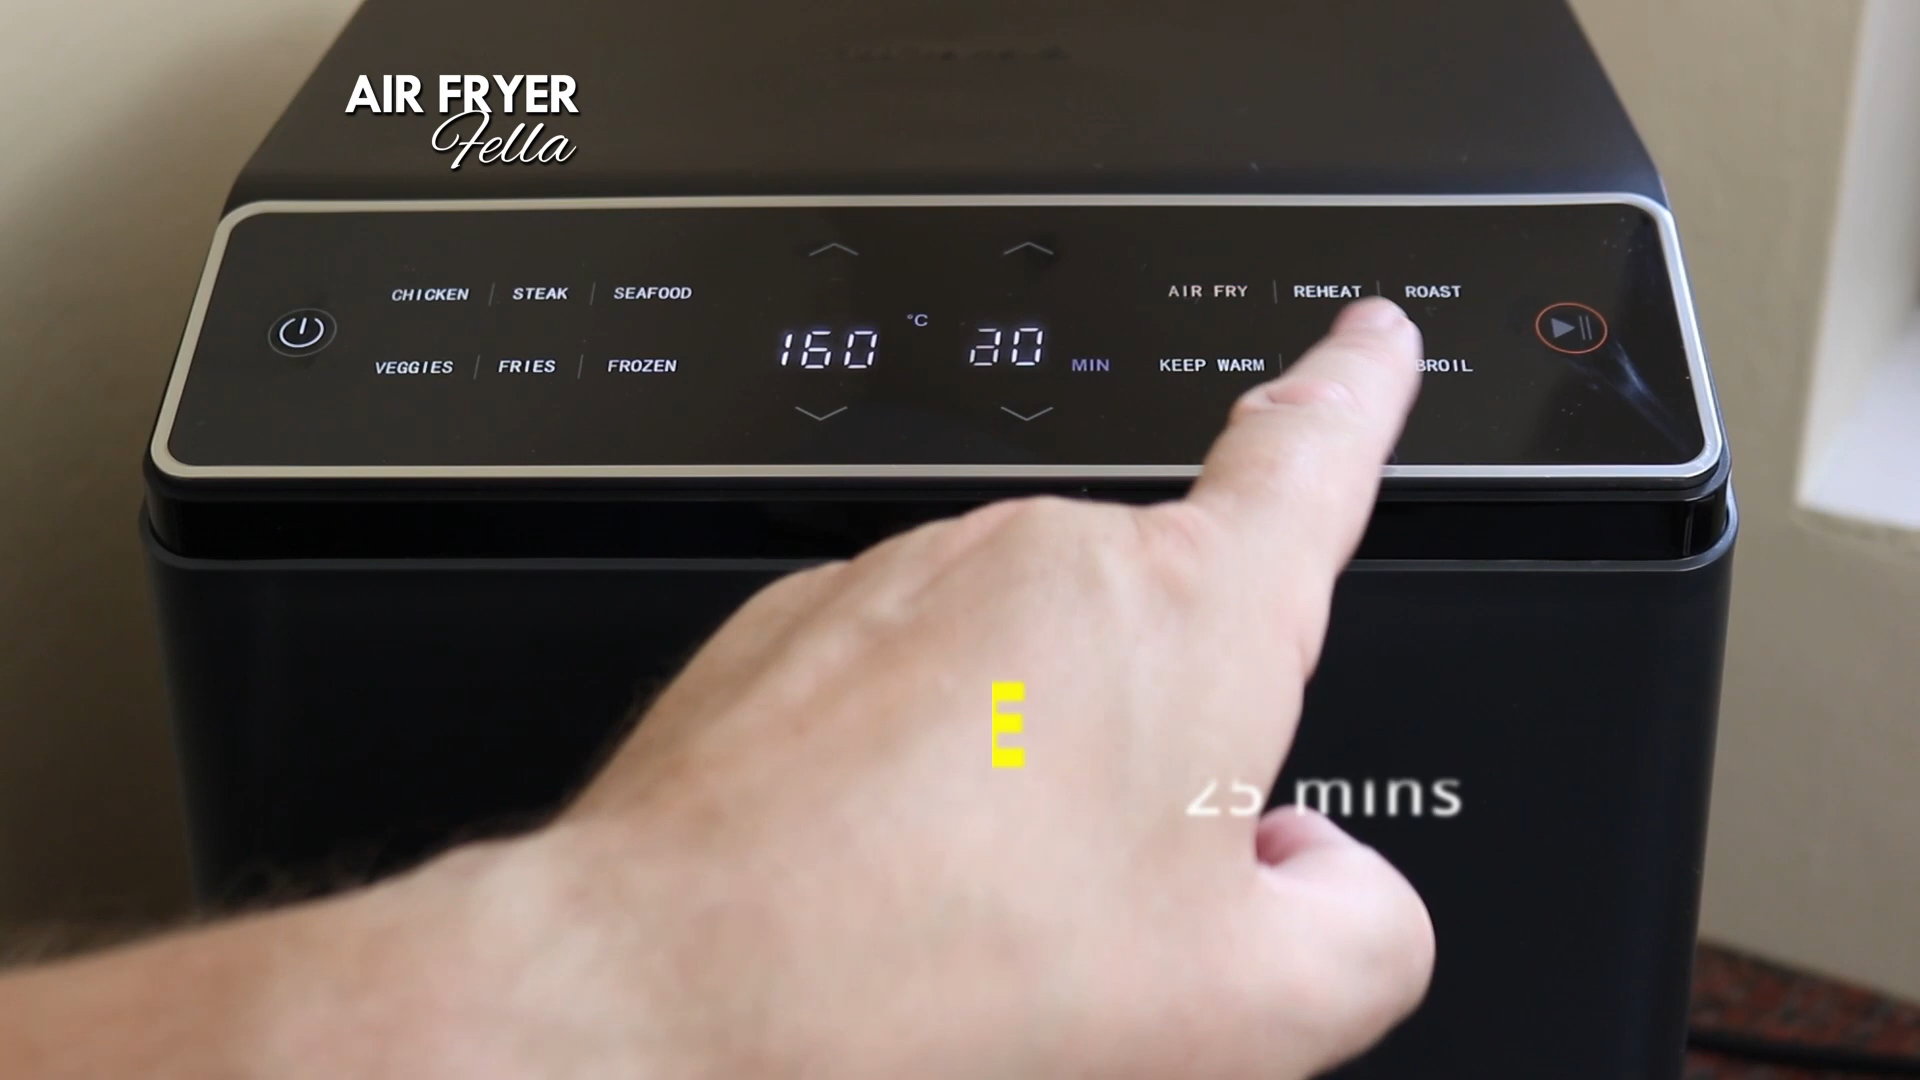 AIR FRYER
Fella
CHICKEN STEAK SEAFOOD
VEGGIES FRIES FROZEN
160 °C
MIN
AIR FRY REHEAT ROAST
KEEP WARM BROIL
E
25 mins